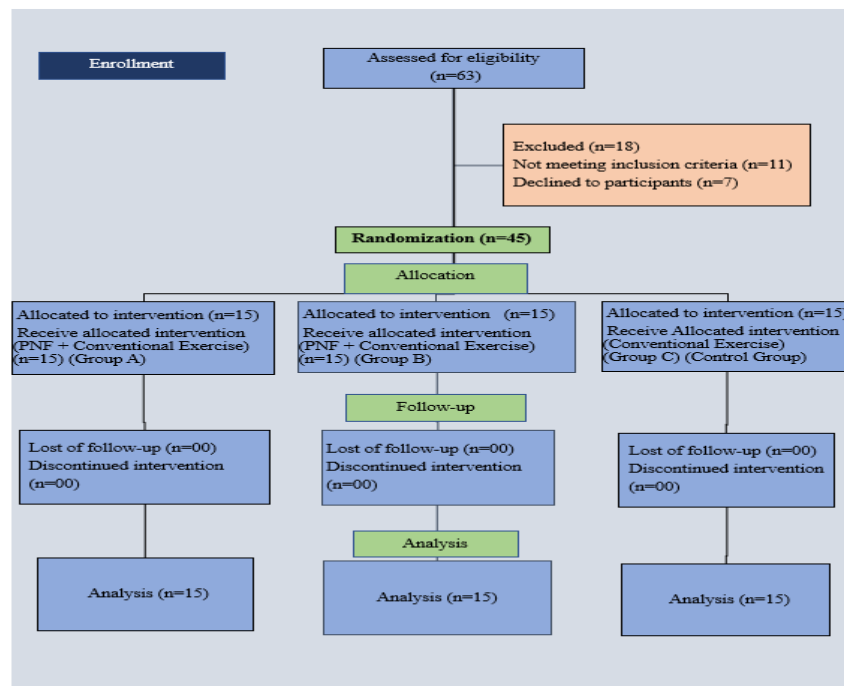 Enrollment
Assessed for eligibility
(n=63)
Excluded (n=18)
Not meeting inclusion criteria (n=11)
Declined to participants (n=7)
Randomization (n=45)
Allocation
Allocated to intervention (n=15)
Receive allocated intervention
(PNF + Conventional Exercise)
(n=15) (Group A)
Allocated to intervention (n=15)
Receive allocated intervention
(PNF + Conventional Exercise)
(n=15) (Group B)
Allocated to intervention (n=15)
Receive Allocated intervention
(Conventional Exercise)
(Group C) (Control Group)
Follow-up
Lost of follow-up (n=00)
Discontinued intervention
(n=00)
Lost of follow-up (n=00)
Discontinued intervention
(n=00)
Lost of follow-up (n=00)
Discontinued intervention
(n=00)
Analysis
Analysis (n=15)
Analysis (n=15)
Analysis (n=15)